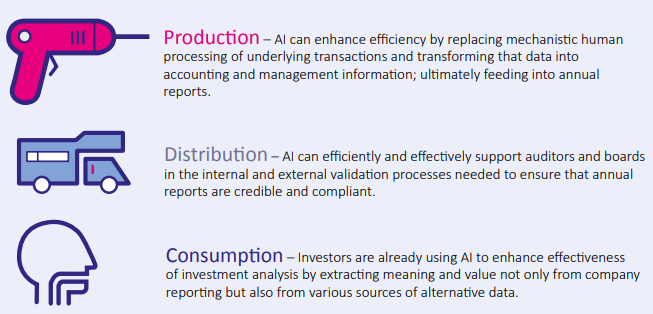 Production – AI can enhance efficiency by replacing mechanistic human
processing of underlying transactions and transforming that data into
accounting and management information; ultimately feeding into annual
reports.
Distribution – AI can efficiently and effectively support auditors and boards
in the internal and external validation processes needed to ensure that annual
reports are credible and compliant.
Consumption – Investors are already using AI to enhance effectiveness
of investment analysis by extracting meaning and value not only from company
reporting but also from various sources of alternative data.